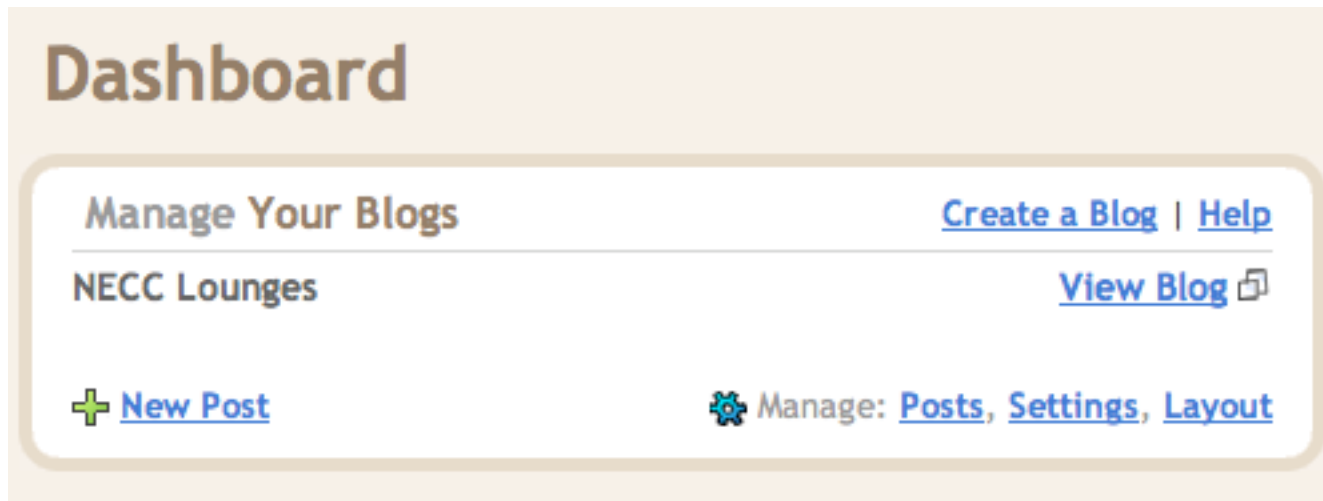 Dashboard
Manage Your Blogs Create a Blog | Help
NECC Lounges View Blog
New Post Manage: Posts, Settings, Layout